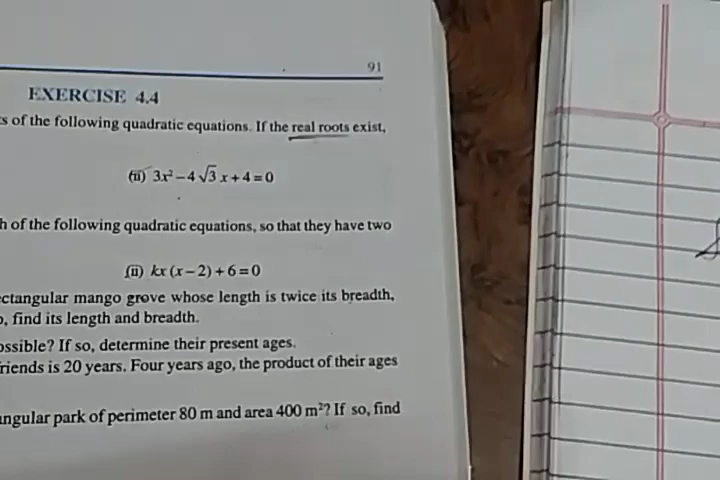 91
EXERCISE 4.4
of the following quadratic equations. If the real roots exist,
(ii) 3x² – 4√3 x + 4 = 0
of the following quadratic equations, so that they have two
(ii) kx (x – 2) + 6 = 0
ectangular mango grove whose length is twice its breadth,
o, find its length and breadth.
ossible? If so, determine their present ages.
riends is 20 years. Four years ago, the product of their ages
angular park of perimeter 80 m and area 400 m²? If so, find